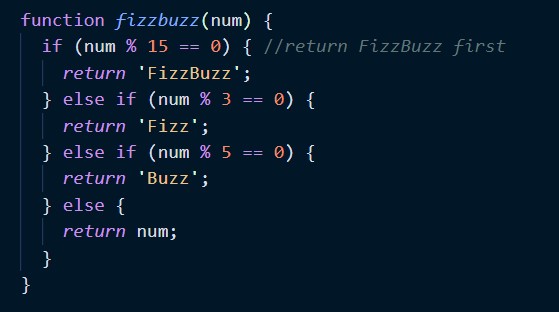 function fizzbuzz(num) {
  if (num % 15 == 0) { //return FizzBuzz first
    return 'FizzBuzz';
  } else if (num % 3 == 0) {
    return 'Fizz';
  } else if (num % 5 == 0) {
    return 'Buzz';
  } else {
    return num;
  }
}